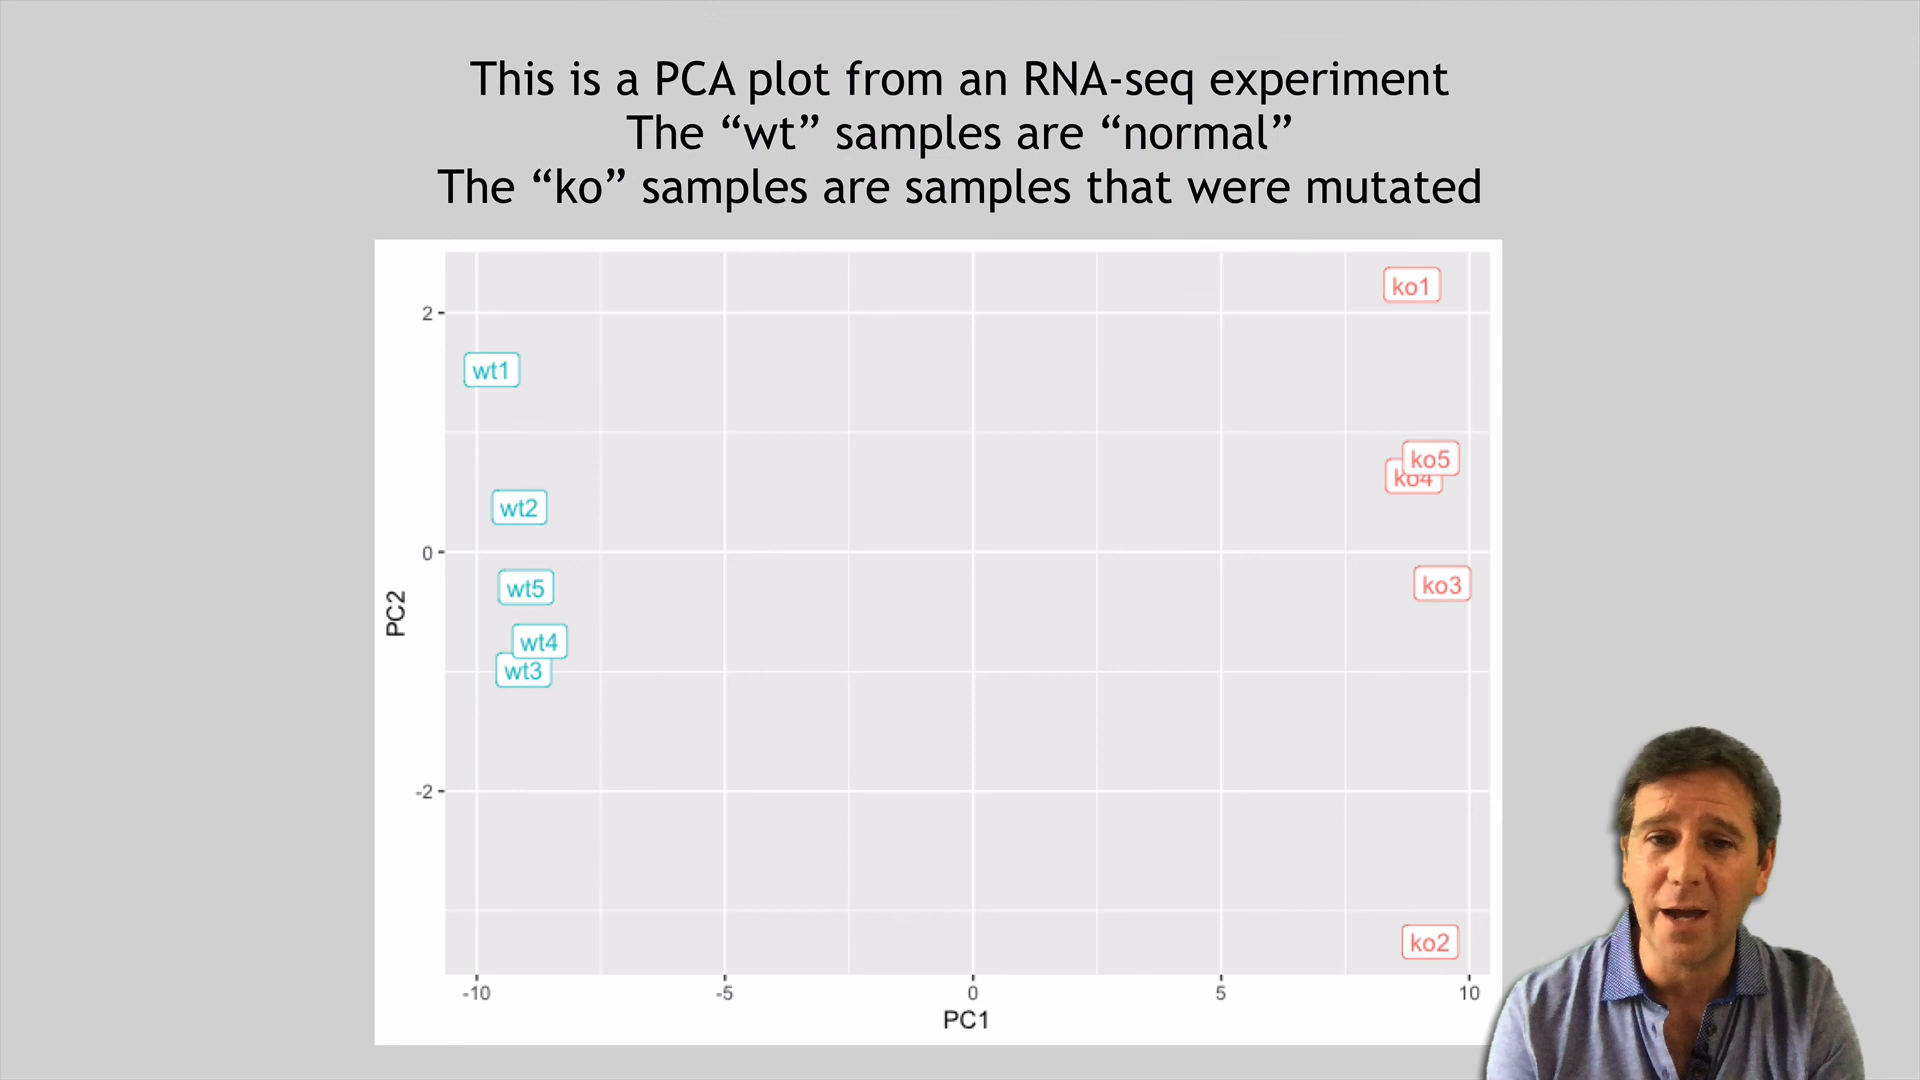 This is a PCA plot from an RNA-seq experiment
The “wt” samples are “normal”
The “ko” samples are samples that were mutated
ko1
2
wt1
ko5
ko4
wt2
0
ko3
wt5
PC2
wt4
wt3
-2
ko2
-10
-5
0
5
10
PC1